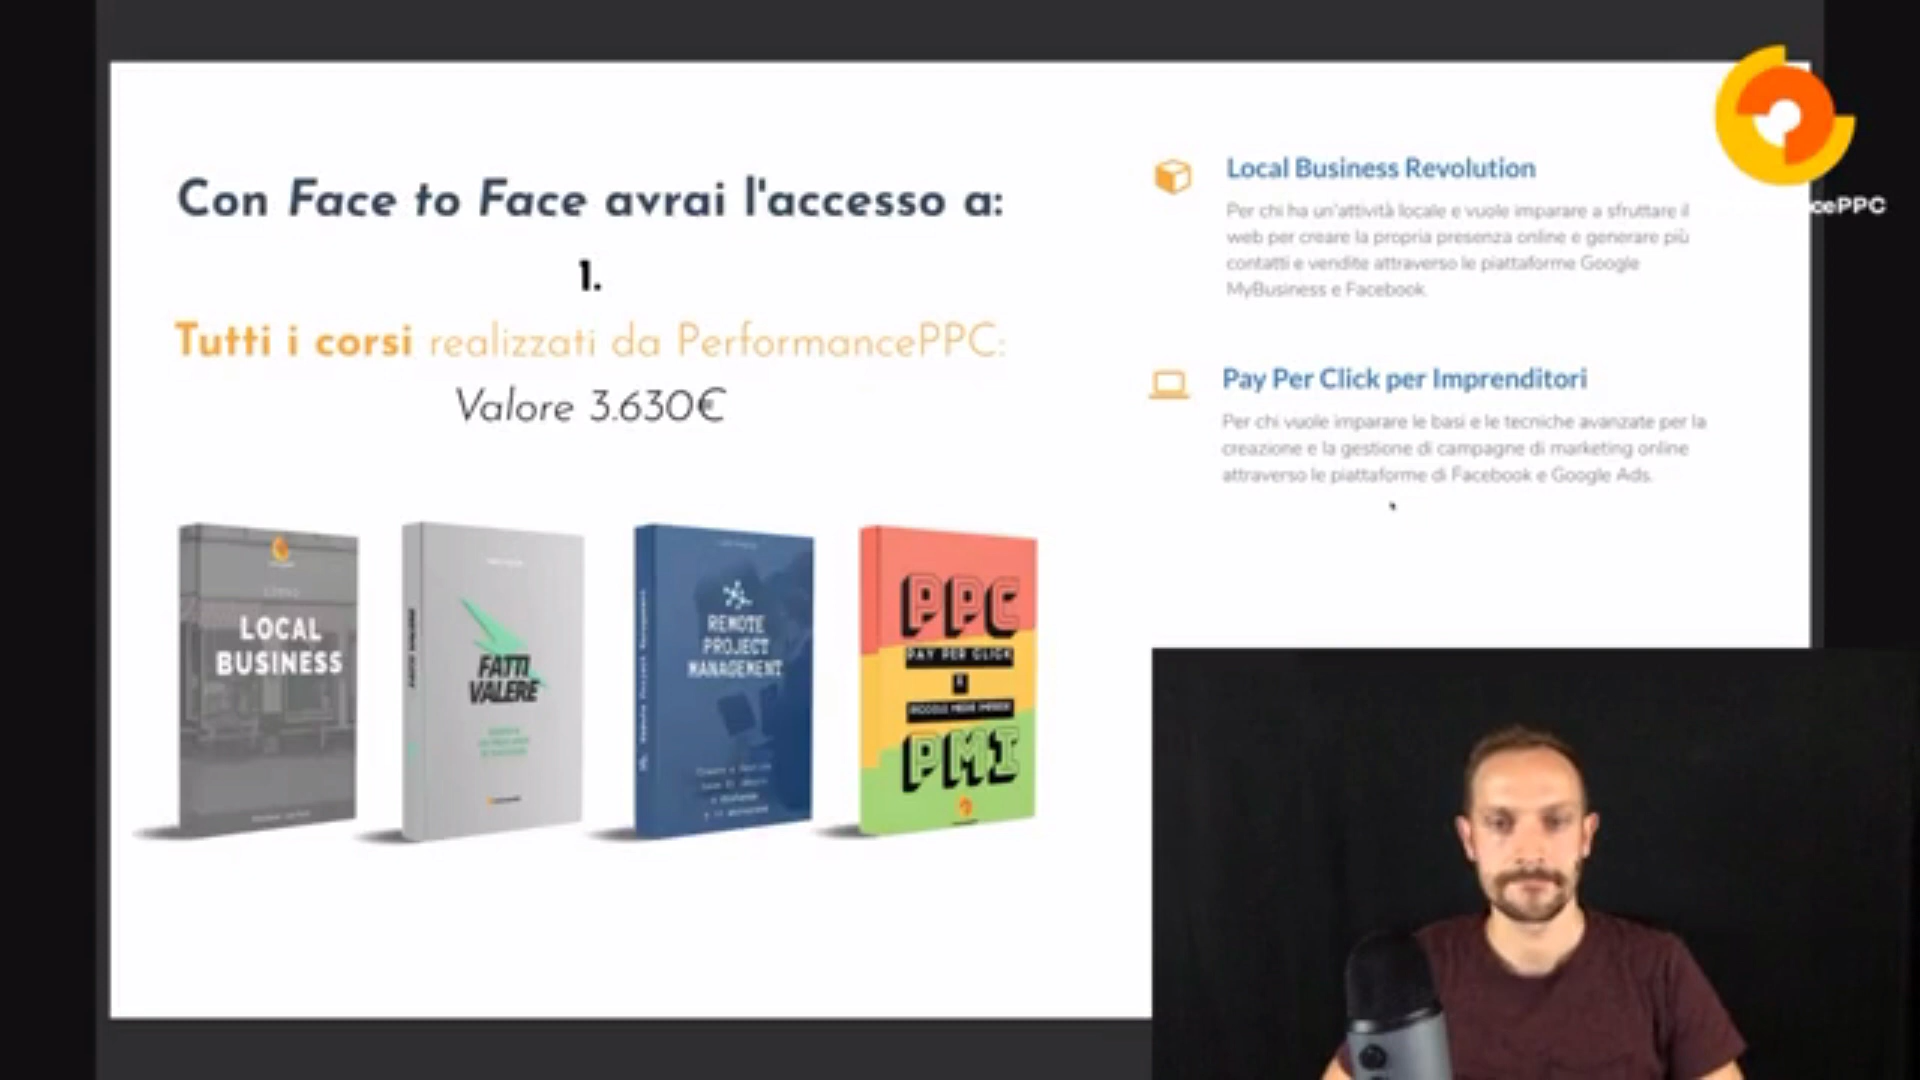 Con Face to Face avrai l'accesso a:
1.
Tutti i corsi realizzati da PerformancePPC:
Valore 3.630€
Local Business Revolution
Per chi ha un'attività locale e vuole imparare a sfruttare il
web per creare la propria presenza online e generare più
contatti e vendite attraverso le piattaforme Google
MyBusiness e Facebook.
Pay Per Click per Imprenditori
Per chi vuole imparare le basi e le tecniche avanzate per la
creazione e la gestione di campagne di marketing online
attraverso le piattaforme di Facebook e Google Ads.
cePPC
LOCAL
BUSINESS
FATTI
VALERE
REMOTE
PROJECT
MANAGEMENT
PPC
PAY PER CLICK
E
PICCOLE MEDIE IMPRESE
PMI